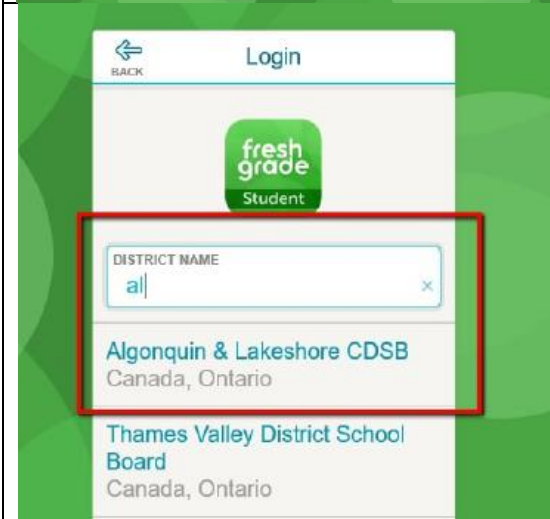 BACK
Login
fresh
grade
Student
DISTRICT NAME
al
×
Algonquin & Lakeshore CDSB
Canada, Ontario
Thames Valley District School
Board
Canada, Ontario